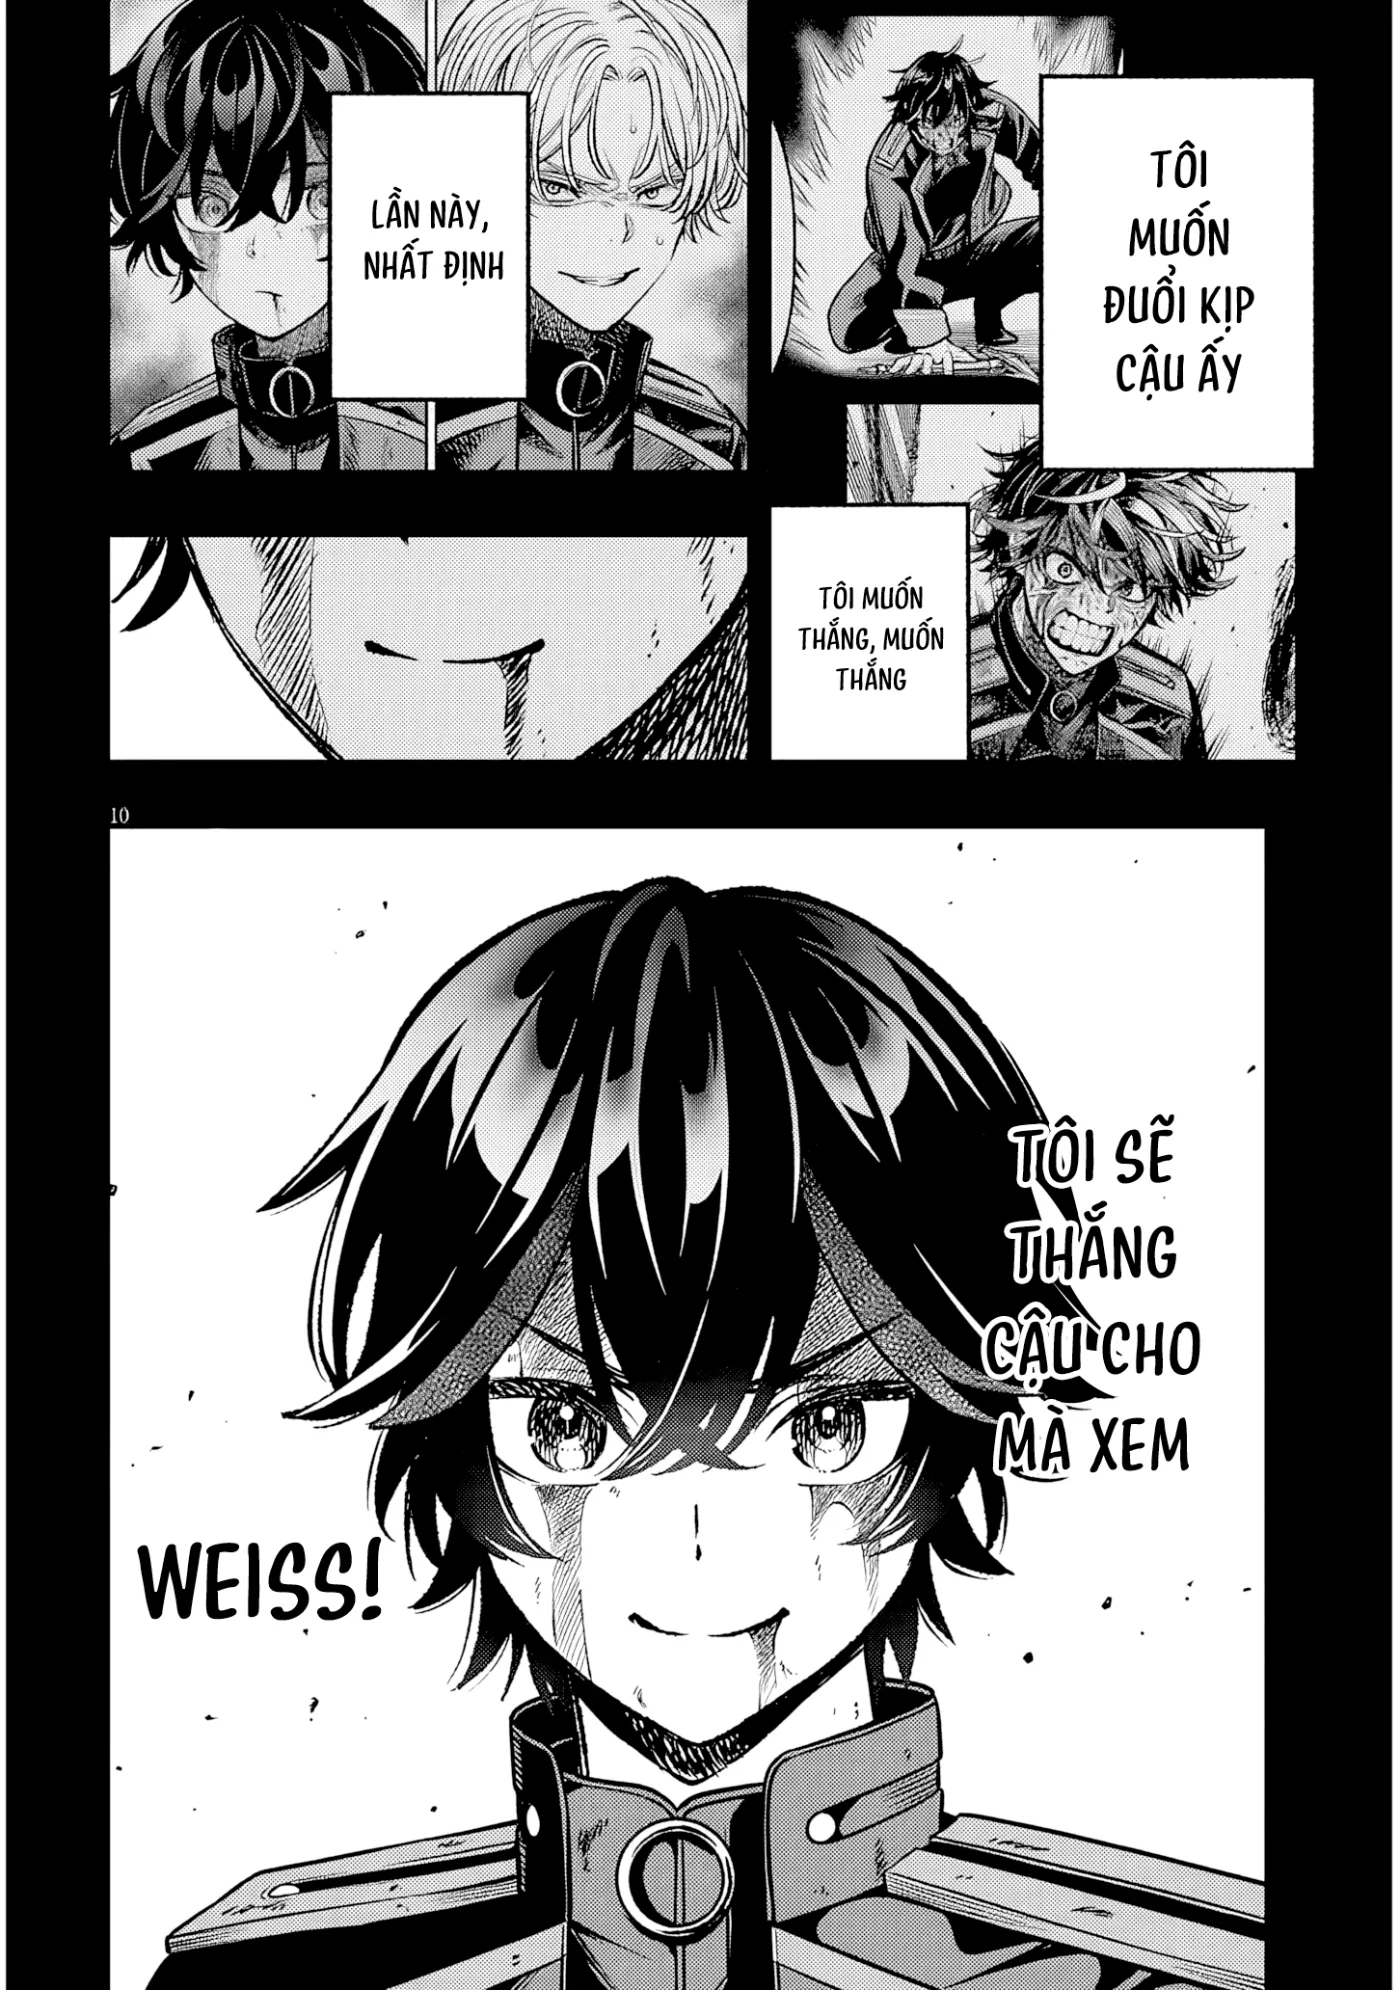 TÔI
MUỐN
ĐUỔI KỊP
CẬU ẤY
TÔI MUỐN
THẮNG, MUỐN
THẮNG
LẦN NÀY,
NHẤT ĐỊNH
10
TÔI SẼ
THẮNG
CẬU CHO
MÀ XEM
WEISS!